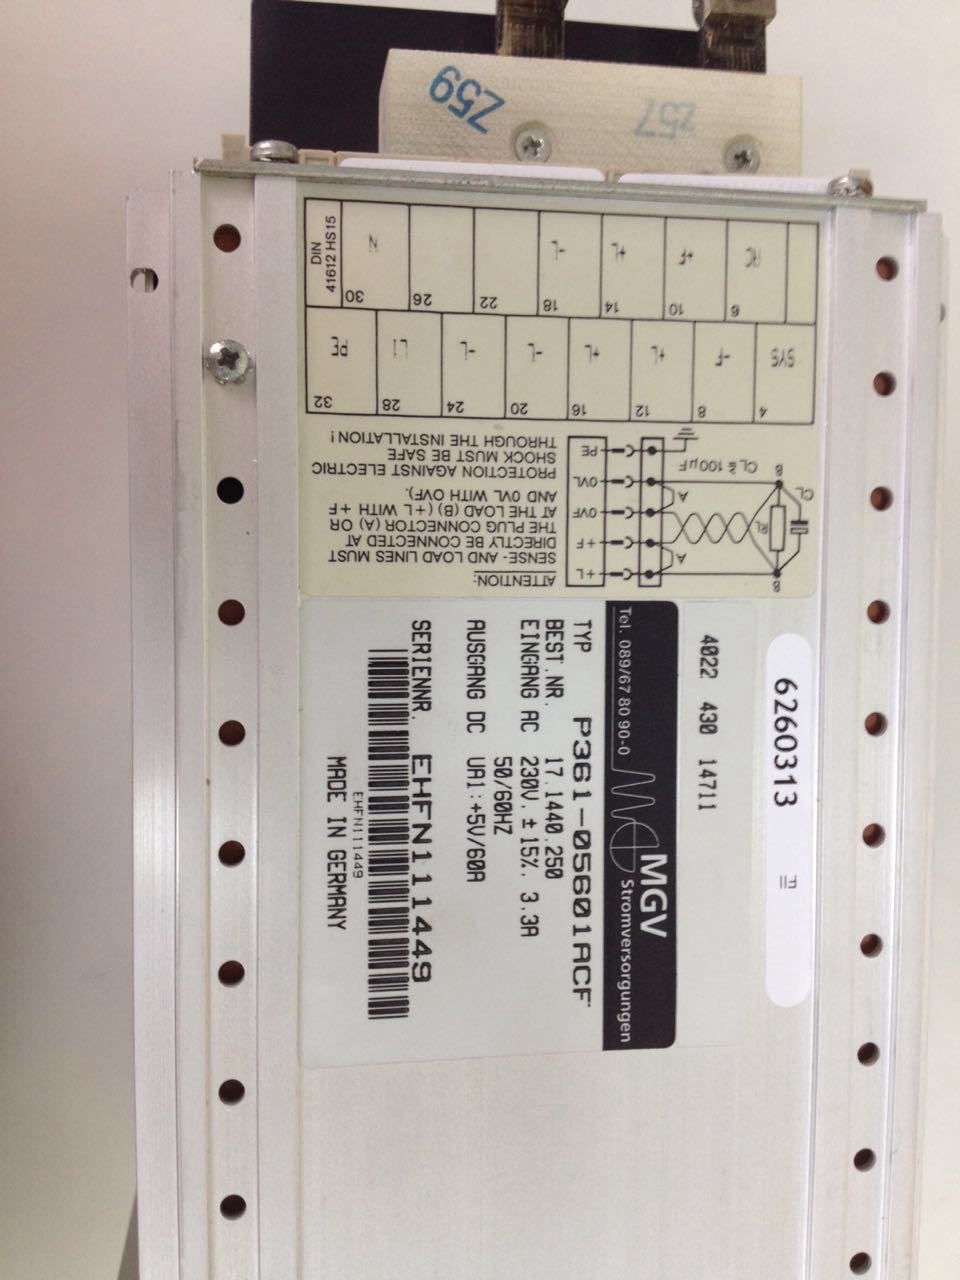 Z59
Z57
DIN
41612 HS15
30 N
26
22
18 -L
14 +L
10 +F
6 AC
32 PE
28 L1
24 -L
20 -L
16 +L
12 +L
8 -F
4 SYS
ATTENTION:
SENSE- AND LOAD LINES MUST
DIRECTLY BE CONNECTED AT
THE PLUG CONNECTOR (A) OR
AT THE LOAD (B) (+L WITH +F
AND OVL WITH OVF).
PROTECTION AGAINST ELECTRIC
SHOCK MUST BE SAFE
THROUGH THE INSTALLATION!
+L
+F
OVF
OVL
PE
A
A
B
B
RL
CL
CL ≥ 100µF
6260313
4022 430 14711
MGV
Stromversorgungen
Tel. 089/67 80 90-0
TYP P361-05601ACF
BEST.NR. 17.1440.250
EINGANG AC 230V. ± 15%. 3.3A
50/60HZ
AUSGANG DC UA1:+5V/60A
SERIENNR. EHFN111449
EHFN111449
MADE IN GERMANY